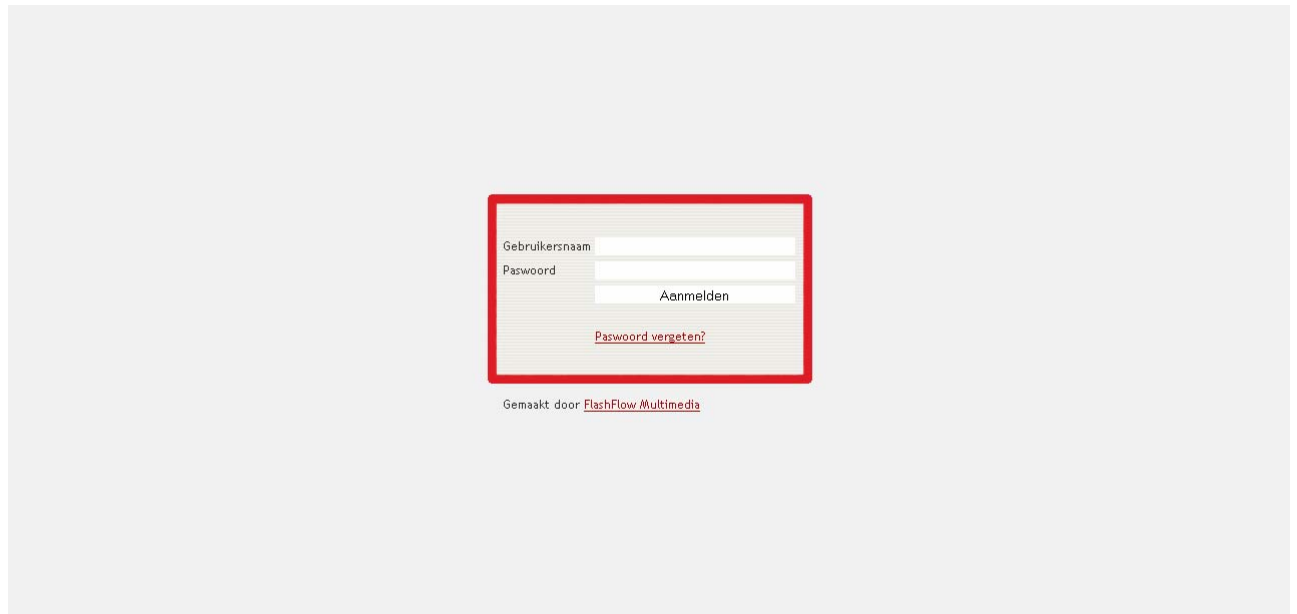 Gebruikersnaam
Paswoord
Aanmelden
Paswoord vergeten?
Gemaakt door FlashFlow Multimedia